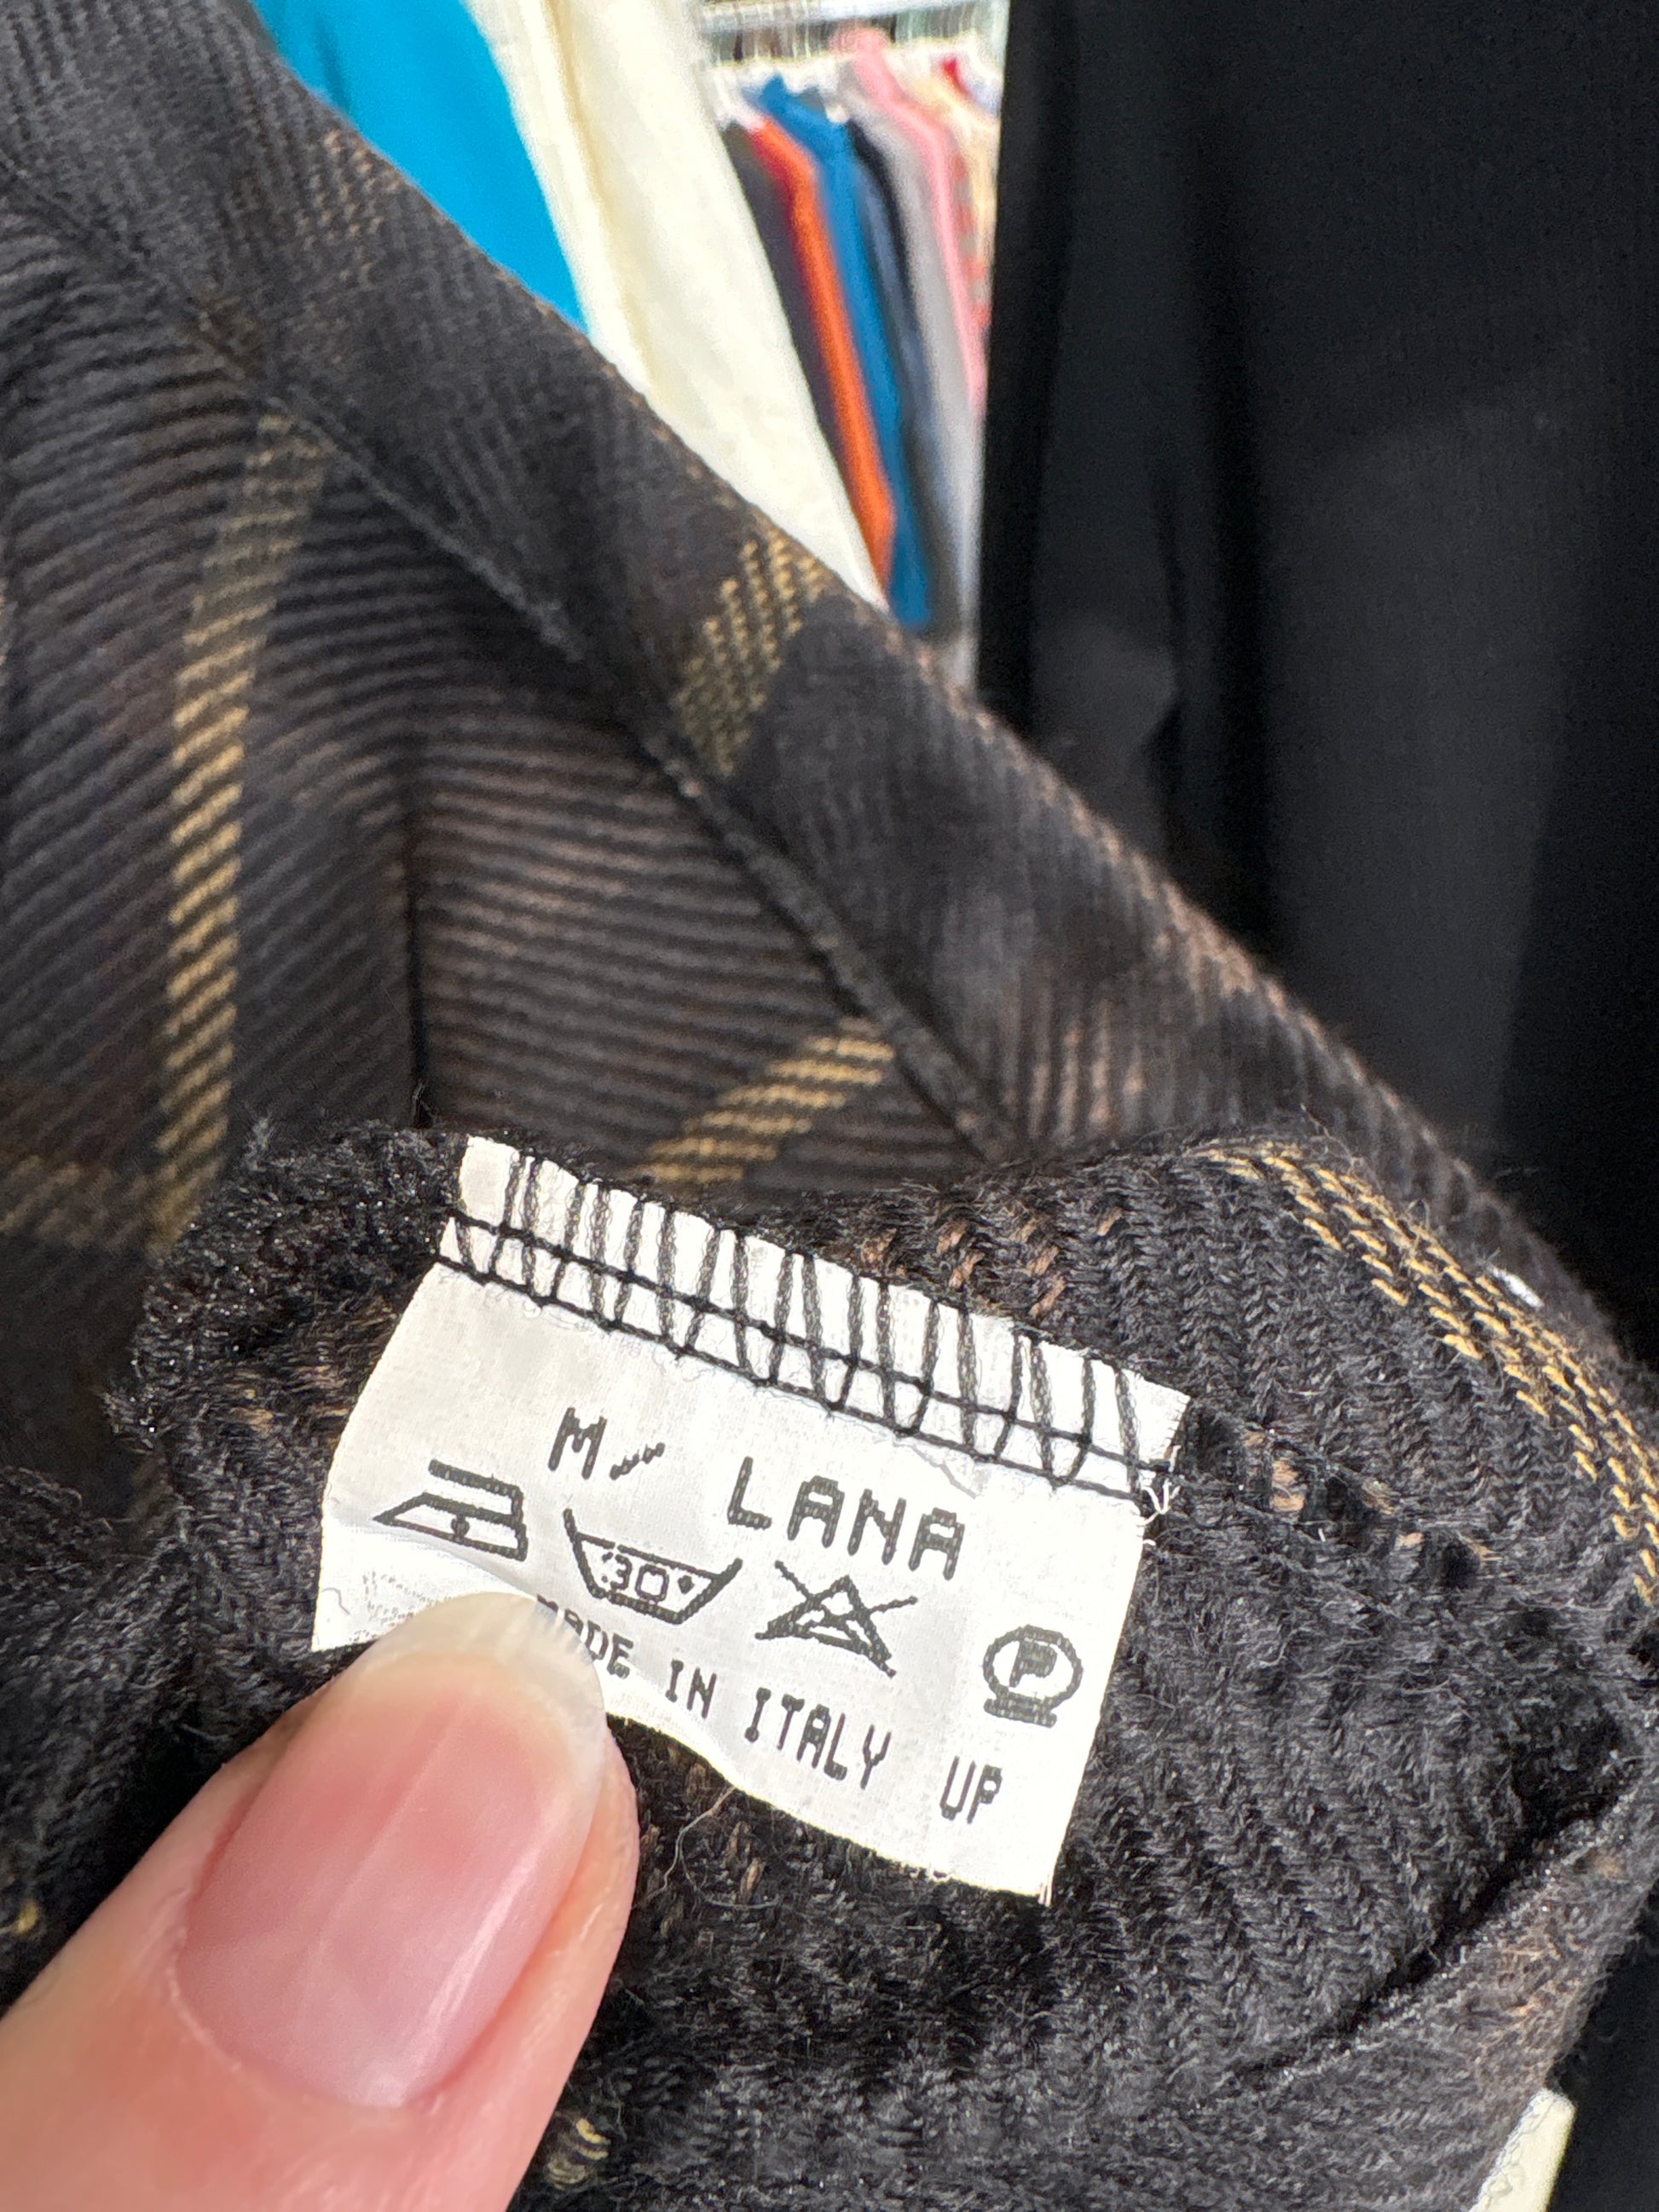 M/ LANA
30°
P
MADE IN ITALY UP